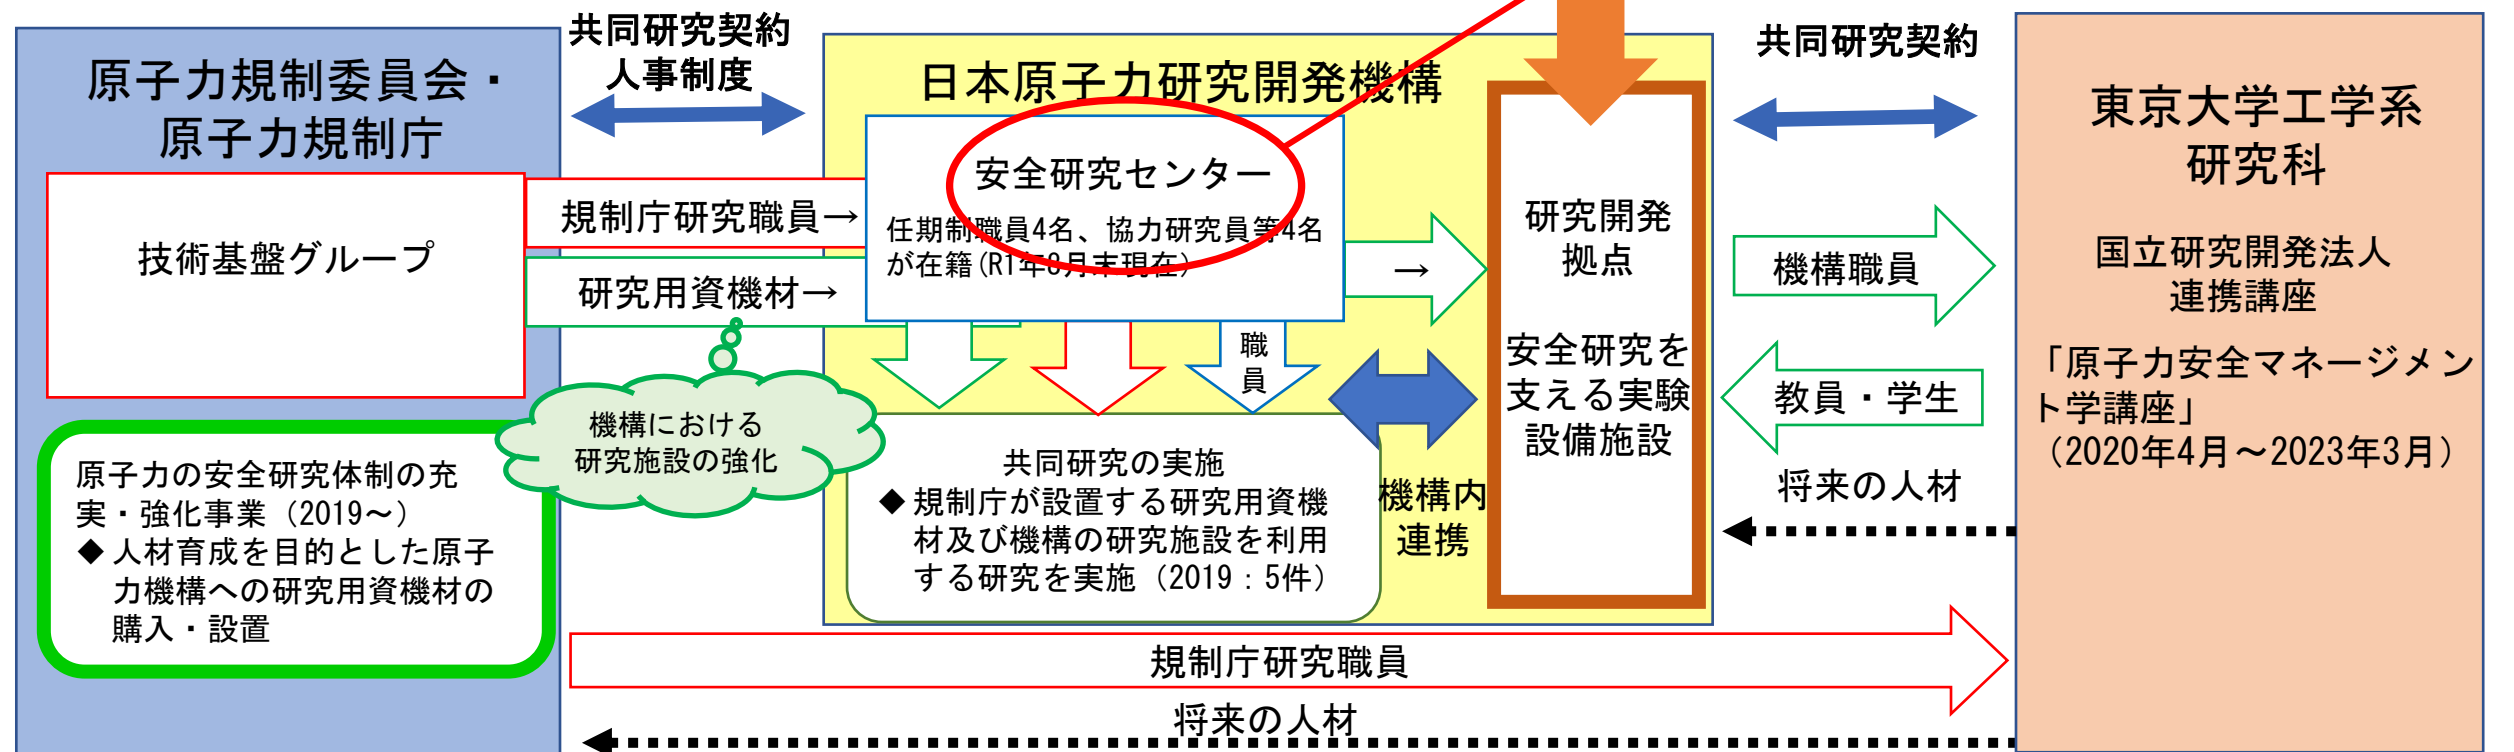 共同研究契約
人事制度
共同研究契約
原子力規制委員会・
原子力規制庁
技術基盤グループ
原子力の安全研究体制の充
実・強化事業（2019～）
◆ 人材育成を目的とした原子
力機構への研究用資機材の
購入・設置
規制庁研究職員→
研究用資機材→
機構における
研究施設の強化
日本原子力研究開発機構
安全研究センター
任期制職員4名、協力研究員等4名
が在籍(R1年8月末現在)
→
職
員
共同研究の実施
◆ 規制庁が設置する研究用資機
材及び機構の研究施設を利用
する研究を実施（2019：5件）
機構内
連携
研究開発
拠点
安全研究を
支える実験
設備施設
機構職員
教員・学生
将来の人材
東京大学工学系
研究科
国立研究開発法人
連携講座
「原子力安全マネージメン
ト学講座」
（2020年4月～2023年3月）
規制庁研究職員
将来の人材